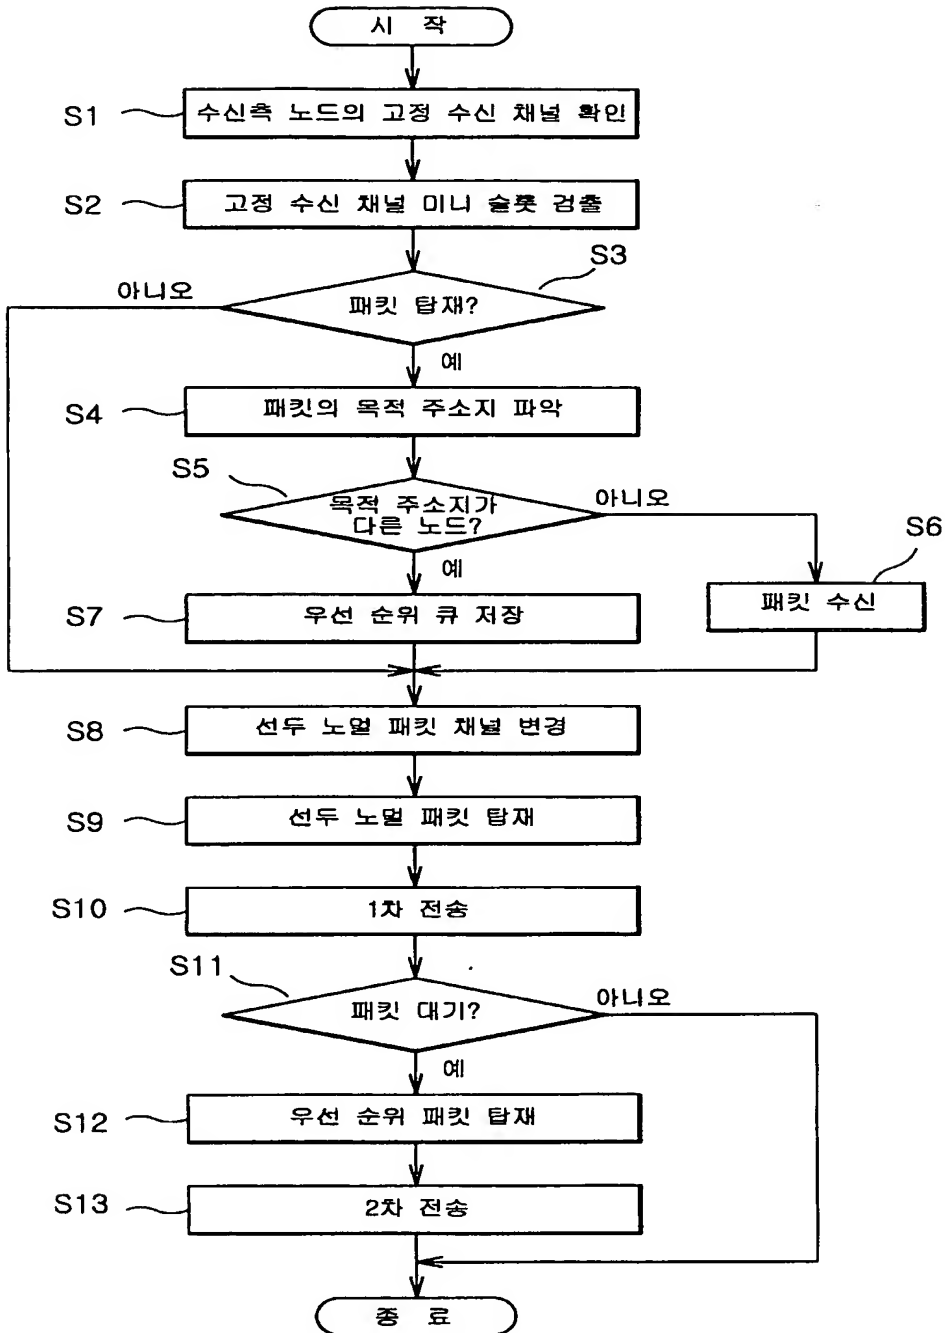 시 작
S1
수신측 노드의 고정 수신 채널 확인
S2
고정 수신 채널 미니 슬롯 검출
S3
아니오
패킷 탑재?
예
S4
패킷의 목적 주소지 파악
S5
목적 주소지가
다른 노드?
아니오
예
S6
패킷 수신
S7
우선 순위 큐 저장
S8
선두 노멀 패킷 채널 변경
S9
선두 노멀 패킷 탑재
S10
1차 전송
S11
패킷 대기?
아니오
예
S12
우선 순위 패킷 탑재
S13
2차 전송
종 료